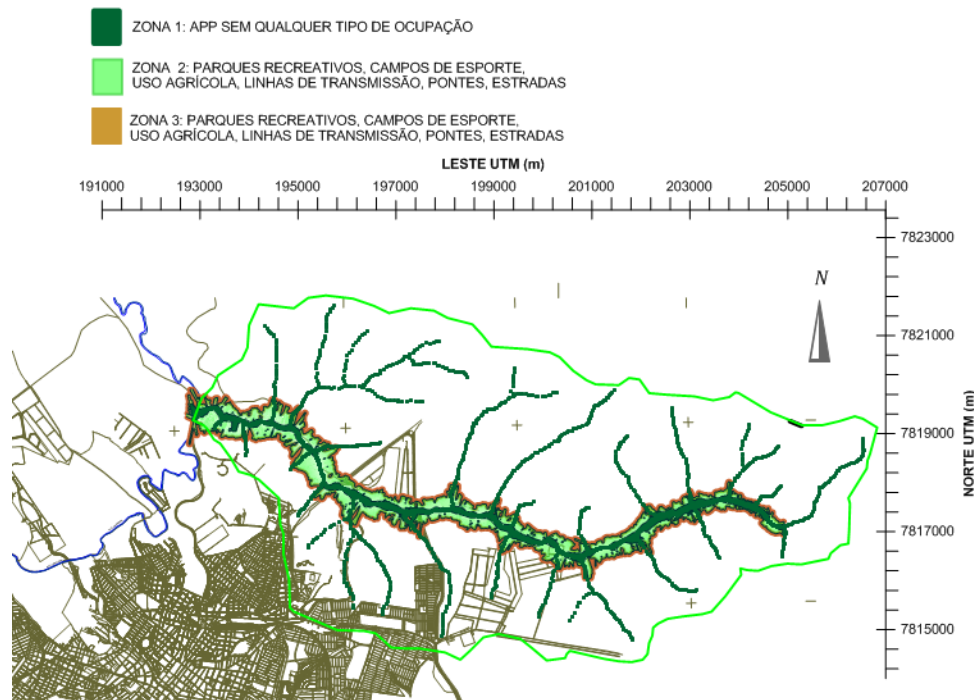 ZONA 1: APP SEM QUALQUER TIPO DE OCUPAÇÃO
ZONA 2: PARQUES RECREATIVOS, CAMPOS DE ESPORTE,
USO AGRÍCOLA, LINHAS DE TRANSMISSÃO, PONTES, ESTRADAS
ZONA 3: PARQUES RECREATIVOS, CAMPOS DE ESPORTE,
USO AGRÍCOLA, LINHAS DE TRANSMISSÃO, PONTES, ESTRADAS
LESTE UTM (m)
191000 193000 195000 197000 199000 201000 203000 205000 207000
7823000
N
7821000
7819000
7817000
7815000
NORTE UTM (m)